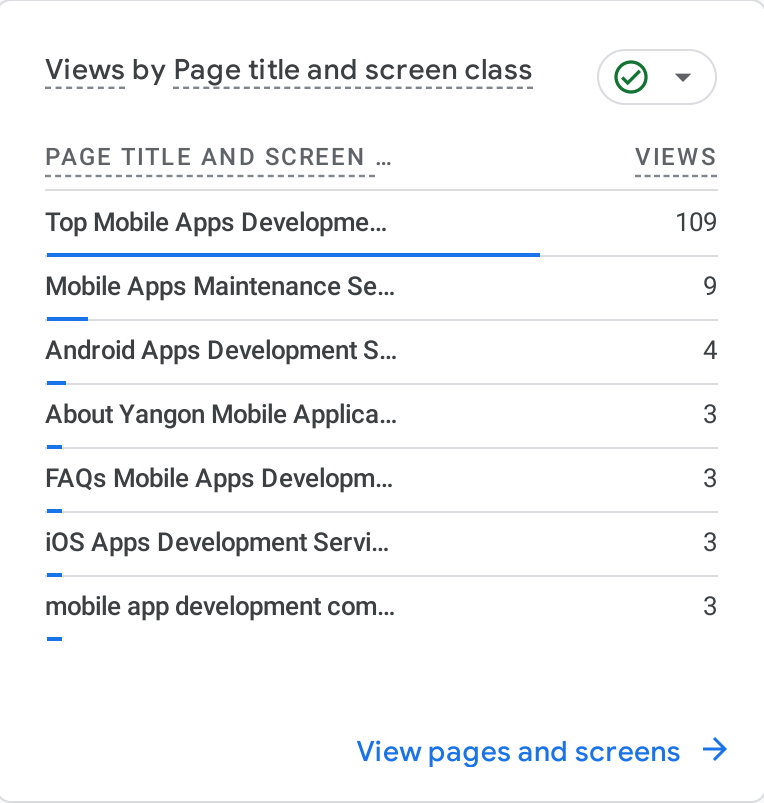 Views by Page title and screen class
PAGE TITLE AND SCREEN … VIEWS
Top Mobile Apps Developme… 109
Mobile Apps Maintenance Se… 9
Android Apps Development S… 4
About Yangon Mobile Applica… 3
FAQs Mobile Apps Developm… 3
iOS Apps Development Servi… 3
mobile app development com… 3
View pages and screens